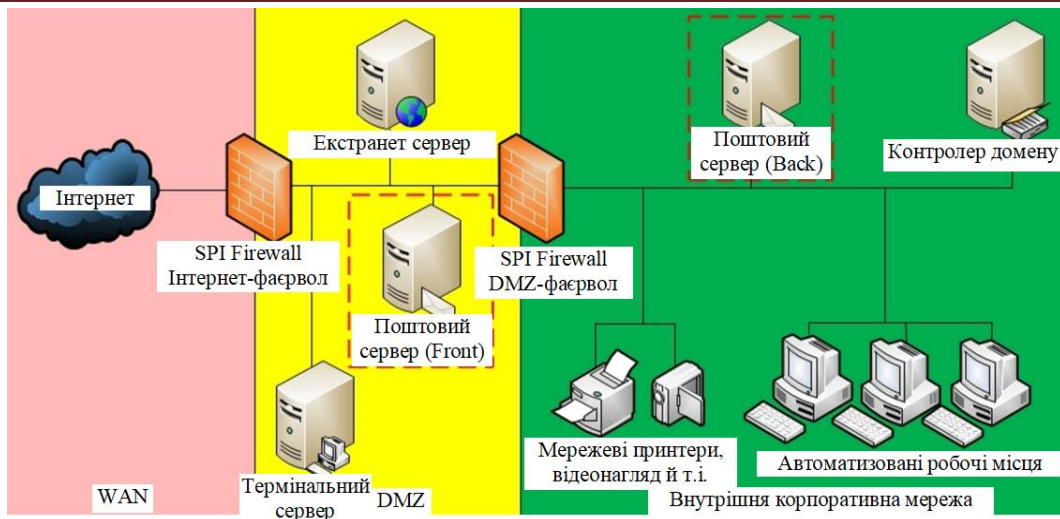 Екстранет сервер
Поштовий
сервер (Back)
Контролер домену
Інтернет
SPI Firewall
Інтернет-фаєрвол
SPI Firewall
DMZ-фаєрвол
Поштовий
сервер (Front)
Мережеві принтери,
відеонагляд й т.і.
Автоматизовані робочі місця
Термінальний
сервер
WAN
DMZ
Внутрішня корпоративна мережа